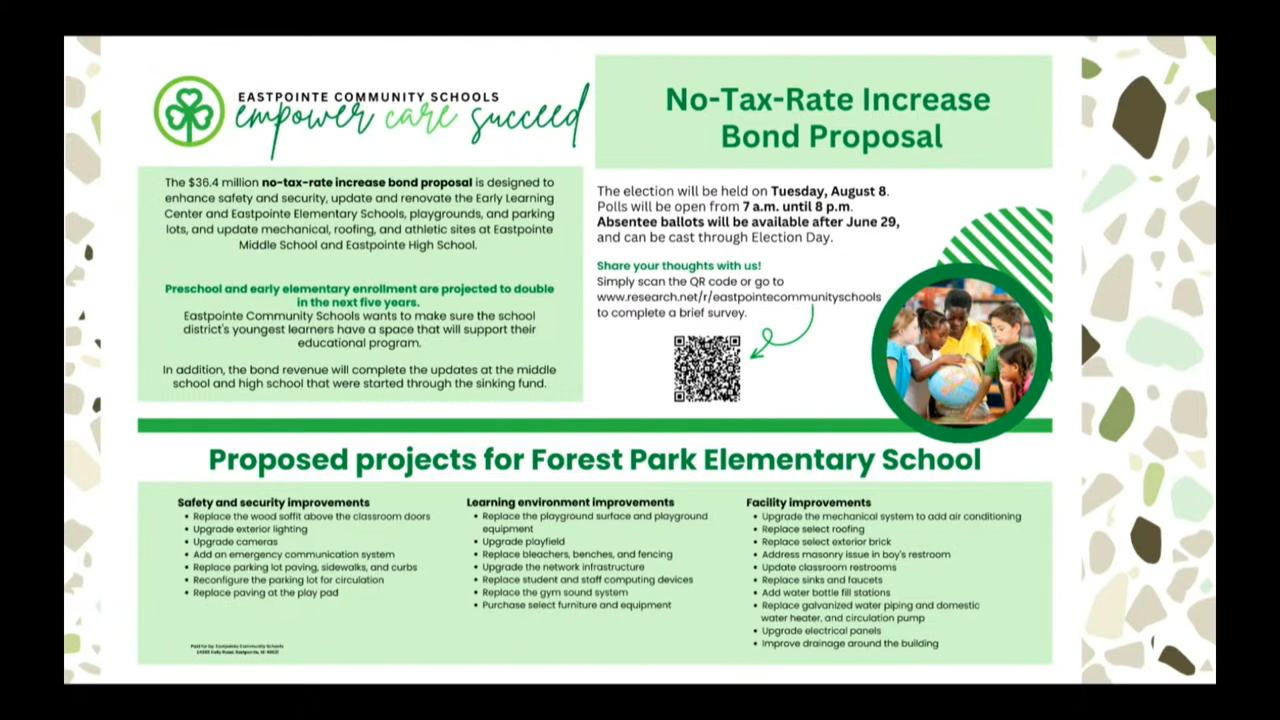 EASTPOINTE COMMUNITY SCHOOLS
empower care succeed
No-Tax-Rate Increase
Bond Proposal
The $36.4 million no-tax-rate increase bond proposal is designed to
enhance safety and security, update and renovate the Early Learning
Center and Eastpointe Elementary Schools, playgrounds, and parking
lots, and update mechanical, roofing, and athletic sites at Eastpointe
Middle School and Eastpointe High School.
Preschool and early elementary enrollment are projected to double
in the next five years.
Eastpointe Community Schools wants to make sure the school
district's youngest learners have a space that will support their
educational program.
In addition, the bond revenue will complete the updates at the middle
school and high school that were started through the sinking fund.
The election will be held on Tuesday, August 8.
Polls will be open from 7 a.m. until 8 p.m.
Absentee ballots will be available after June 29,
and can be cast through Election Day.
Share your thoughts with us!
Simply scan the QR code or go to
www.research.net/r/eastpointecommunityschools
to complete a brief survey.
Proposed projects for Forest Park Elementary School
Safety and security improvements
• Replace the wood soffit above the classroom doors
• Upgrade exterior lighting
• Upgrade cameras
• Add an emergency communication system
• Replace parking lot paving, sidewalks, and curbs
• Reconfigure the parking lot for circulation
• Replace paving at the play pad
Paid for by: Eastpointe Community Schools
24685 Kelly Road, Eastpointe, MI 48021
Learning environment improvements
• Replace the playground surface and playground
equipment
• Upgrade playfield
• Replace bleachers, benches, and fencing
• Upgrade the network infrastructure
• Replace student and staff computing devices
• Replace the gym sound system
• Purchase select furniture and equipment
Facility improvements
• Upgrade the mechanical system to add air conditioning
• Replace select roofing
• Replace select exterior brick
• Address masonry issue in boy's restroom
• Update classroom restrooms
• Replace sinks and faucets
• Add water bottle fill stations
• Replace galvanized water piping and domestic
water heater, and circulation pump
• Upgrade electrical panels
• Improve drainage around the building